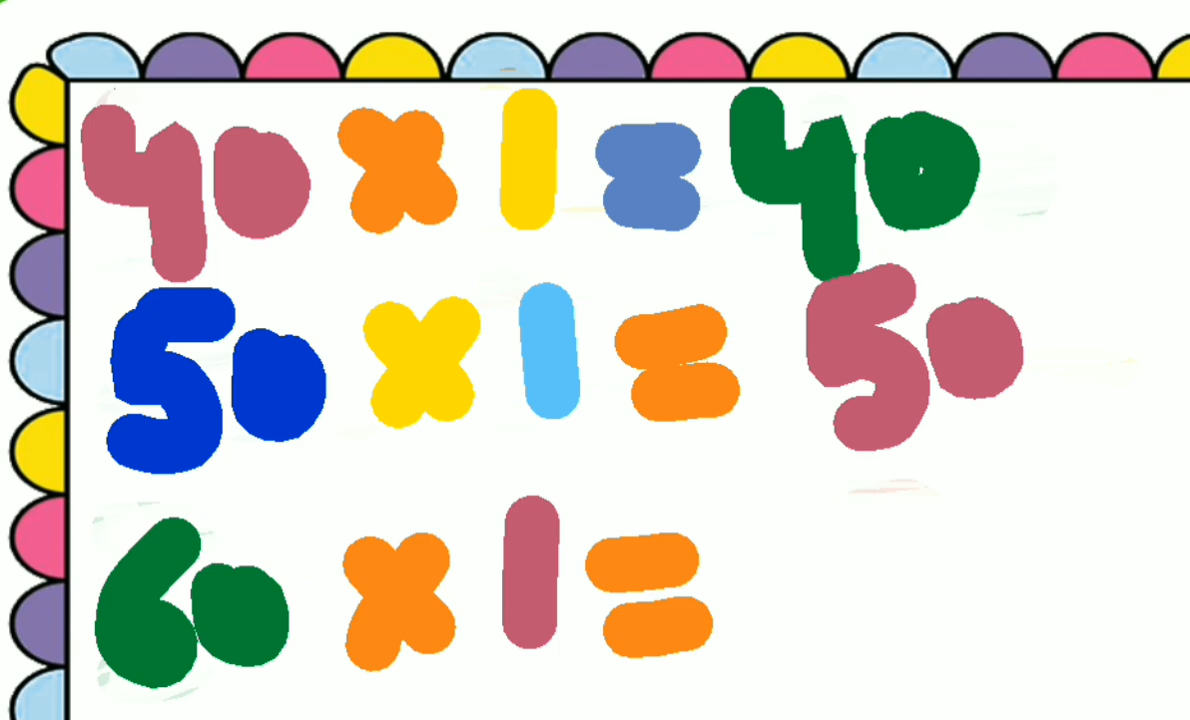 40 x 1 = 40
50 x 1 = 50
60 x 1 =